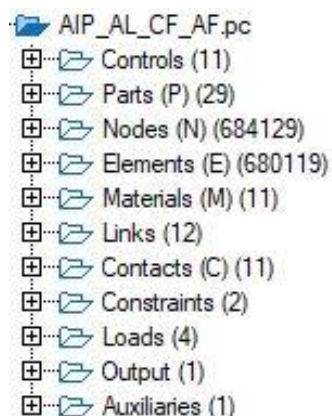 AIP_AL_CF_AF.pc
Controls (11)
Parts (P) (29)
Nodes (N) (684129)
Elements (E) (680119)
Materials (M) (11)
Links (12)
Contacts (C) (11)
Constraints (2)
Loads (4)
Output (1)
Auxiliaries (1)